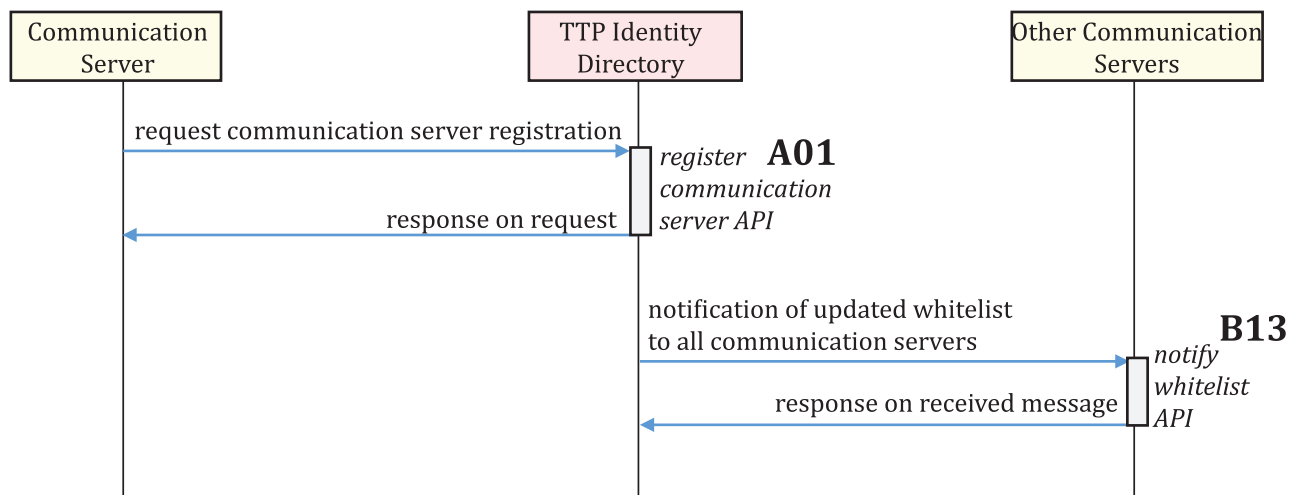 Communication
Server
TTP Identity
Directory
Other Communication
Servers
request communication server registration
register A01
communication
server API
response on request
notification of updated whitelist
to all communication servers
B13
notify
whitelist
API
response on received message